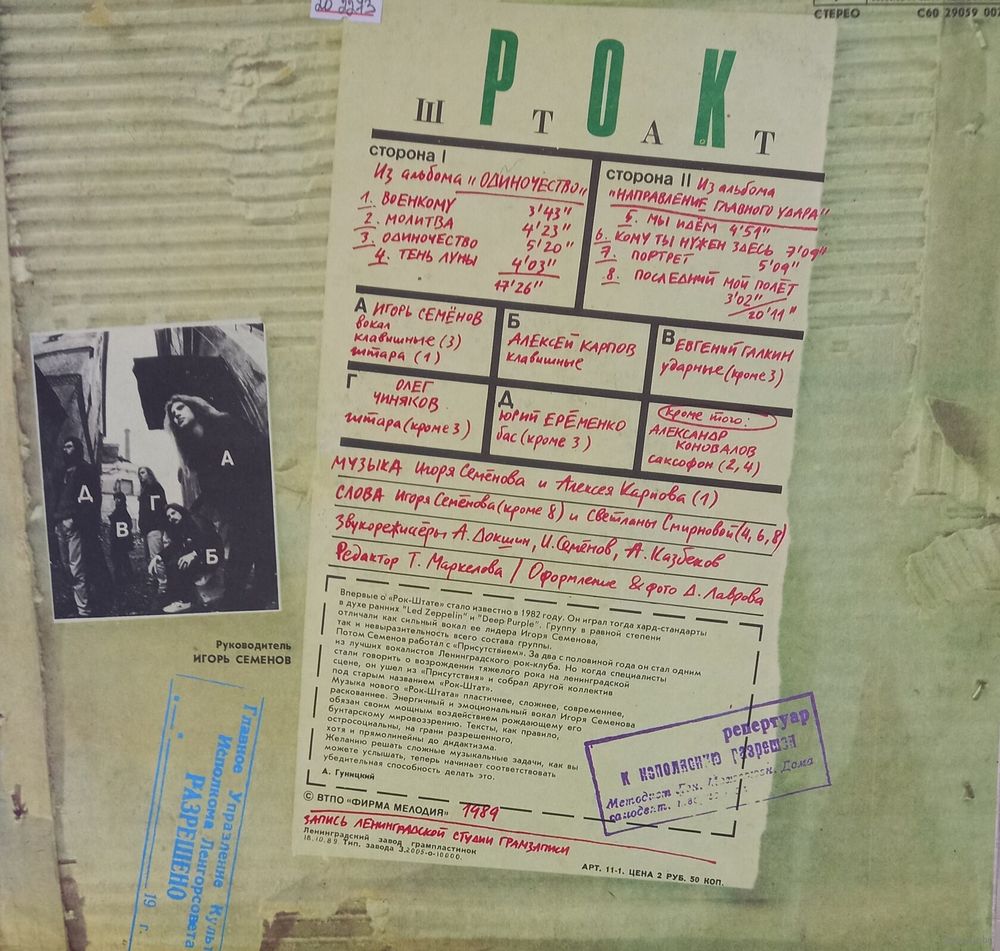 СТЕРЕО С60 29059 007
РОК
ШТАТ
СТОРОНА I
Из альбома „ОДИНОЧЕСТВО"
1. ВОЕНКОМУ 3'43"
2. МОЛИТВА 4'23"
3. ОДИНОЧЕСТВО 5'20"
4. ТЕНЬ ЛУНЫ 4'03"
17'26"
СТОРОНА II Из альбома
"НАПРАВЛЕНИЕ ГЛАВНОГО УДАРА"
5. МЫ ИДЁМ 4'51"
6. КОМУ ТЫ НУЖЕН ЗДЕСЬ 7'09"
7. ПОРТРЕТ 5'09"
8. ПОСЛЕДНИЙ МОЙ ПОЛЁТ
3'02"
20'11"
А ИГОРЬ СЕМЁНОВ
вокал
клавишные (3)
гитара (1)
Б
АЛЕКСЕЙ КАРПОВ
клавишные
В ЕВГЕНИЙ ГАЛКИН
ударные (кроме 3)
Г ОЛЕГ
ЧИНЯКОВ
гитара (кроме 3)
Д
ЮРИЙ ЕРЁМЕНКО
бас (кроме 3)
Кроме того:
АЛЕКСАНДР
КОНОВАЛОВ
саксофон (2,4)
МУЗЫКА Игоря Семёнова и Алексея Карпова (1)
СЛОВА Игоря Семёнова (кроме 8) и Светланы Смирновой (4, 6, 8)
Звукорежиссёры А. Докшин, И. Семёнов, А. Казбеков
Редактор Т. Маркелова / Оформление & фото Д. Лаврова
Впервые о «Рок-Штате» стало известно в 1982 году. Он играл тогда хард-стандарты
в духе ранних "Led Zeppelin" и "Deep Purple". Группу в равной степени
отличали как сильный вокал ее лидера Игоря Семенова,
так и невыразительность всего состава группы.
Потом Семенов работал с «Присутствием». За два с половиной года он стал одним
из лучших вокалистов Ленинградского рок-клуба. Но когда специалисты
стали говорить о возрождении тяжелого рока на ленинградской
сцене, он ушел из «Присутствия» и собрал другой коллектив
под старым названием «Рок-Штат».
Музыка нового «Рок-Штата» пластичнее, сложнее, современнее,
раскованнее. Энергичный и эмоциональный вокал Игоря Семенова
обязан своим мощным воздействием рождающему его
бунтарскому мировоззрению. Тексты, как правило,
остросоциальны, на грани разрешенного,
хотя и прямолинейны до дидактизма.
Желанию решать сложные музыкальные задачи, как вы
можете услышать, теперь начинает соответствовать
убедительная способность делать это.
А. Гуницкий
© ВТПО «ФИРМА МЕЛОДИЯ» 1989
ЗАПИСЬ ЛЕНИНГРАДСКОЙ СТУДИИ ГРАМЗАПИСИ
Ленинградский завод грампластинок
АРТ. 11-1. ЦЕНА 2 РУБ. 50 КОП.
А
Д
Г
В
Б
Руководитель
ИГОРЬ СЕМЕНОВ
Главное Управление Куль
Исполкома Ленгорсовета
РАЗРЕШЕНО
19 г.
репертуар
к исполнению разрешен
Методист
Дома